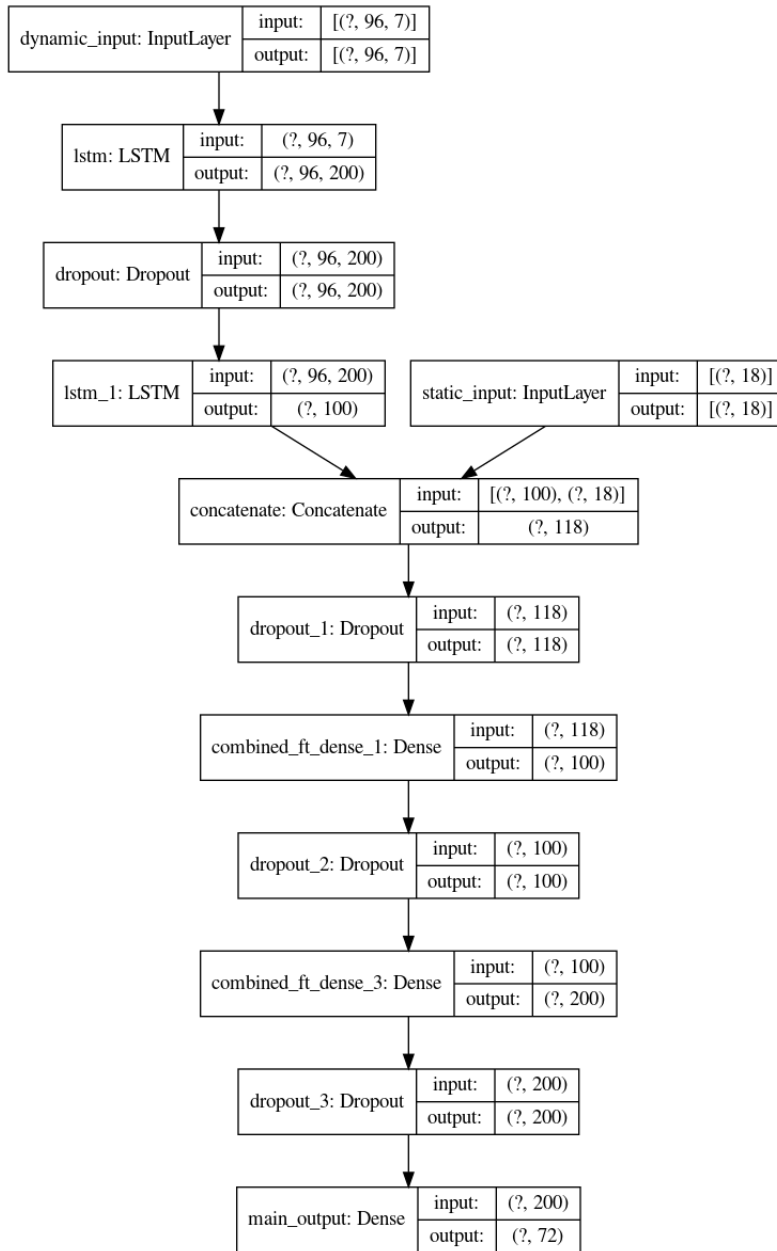 dynamic_input: InputLayer
input:
[(?, 96, 7)]
output:
[(?, 96, 7)]
lstm: LSTM
input:
(?, 96, 7)
output:
(?, 96, 200)
dropout: Dropout
input:
(?, 96, 200)
output:
(?, 96, 200)
lstm_1: LSTM
input:
(?, 96, 200)
output:
(?, 100)
static_input: InputLayer
input:
[(?, 18)]
output:
[(?, 18)]
concatenate: Concatenate
input:
[(?, 100), (?, 18)]
output:
(?, 118)
dropout_1: Dropout
input:
(?, 118)
output:
(?, 118)
combined_ft_dense_1: Dense
input:
(?, 118)
output:
(?, 100)
dropout_2: Dropout
input:
(?, 100)
output:
(?, 100)
combined_ft_dense_3: Dense
input:
(?, 100)
output:
(?, 200)
dropout_3: Dropout
input:
(?, 200)
output:
(?, 200)
main_output: Dense
input:
(?, 200)
output:
(?, 72)